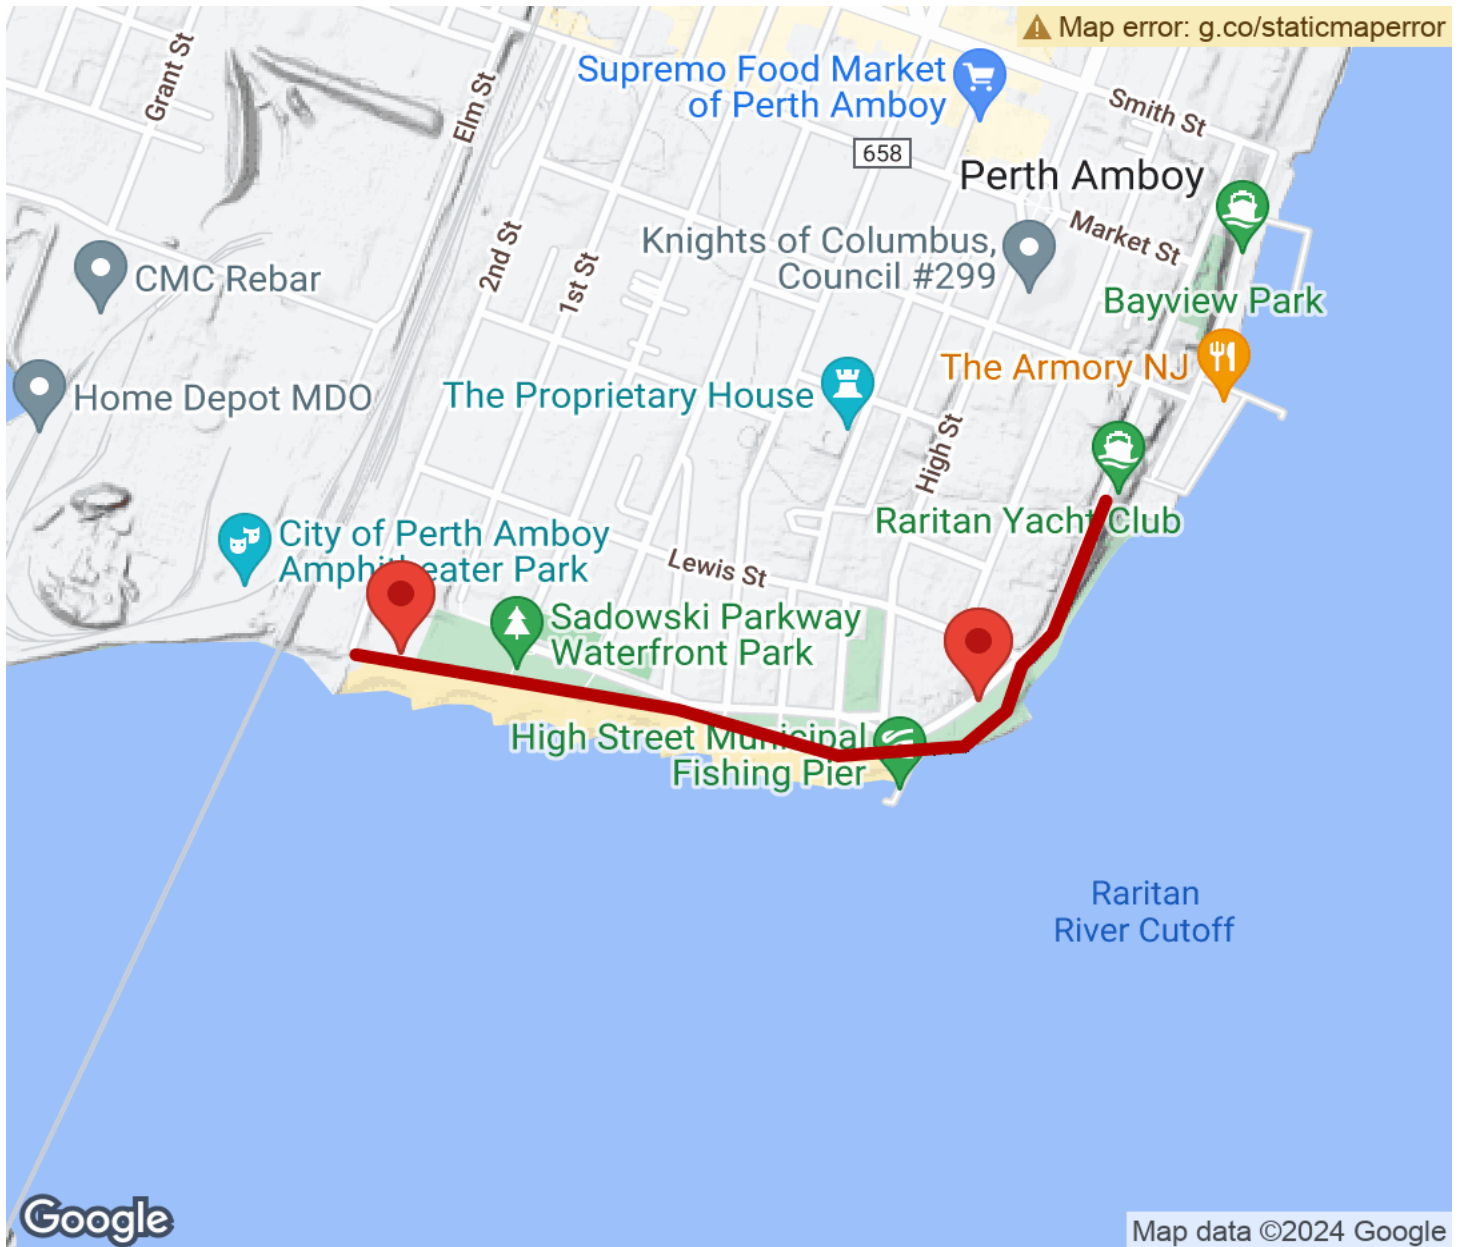 Map error: g.co/staticmaperror
Grant St
Elm St
Supremo Food Market
of Perth Amboy
Smith St
658
Perth Amboy
Market St
2nd St
1st St
Knights of Columbus,
Council #299
CMC Rebar
Bayview Park
The Armory NJ
Home Depot MDO
The Proprietary House
High St
Raritan Yacht Club
City of Perth Amboy
Amphitheater Park
Lewis St
Sadowski Parkway
Waterfront Park
High Street Municipal
Fishing Pier
Raritan
River Cutoff
Google
Map data ©2024 Google